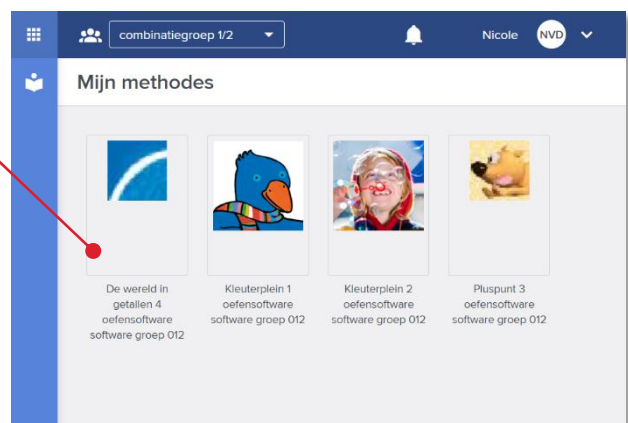 combinatiegroep 1/2
Nicole
NVD
Mijn methodes
De wereld in
getallen 4
oefensoftware
software groep 012
Kleuterplein 1
oefensoftware
software groep 012
Kleuterplein 2
oefensoftware
software groep 012
Pluspunt 3
oefensoftware
software groep 012